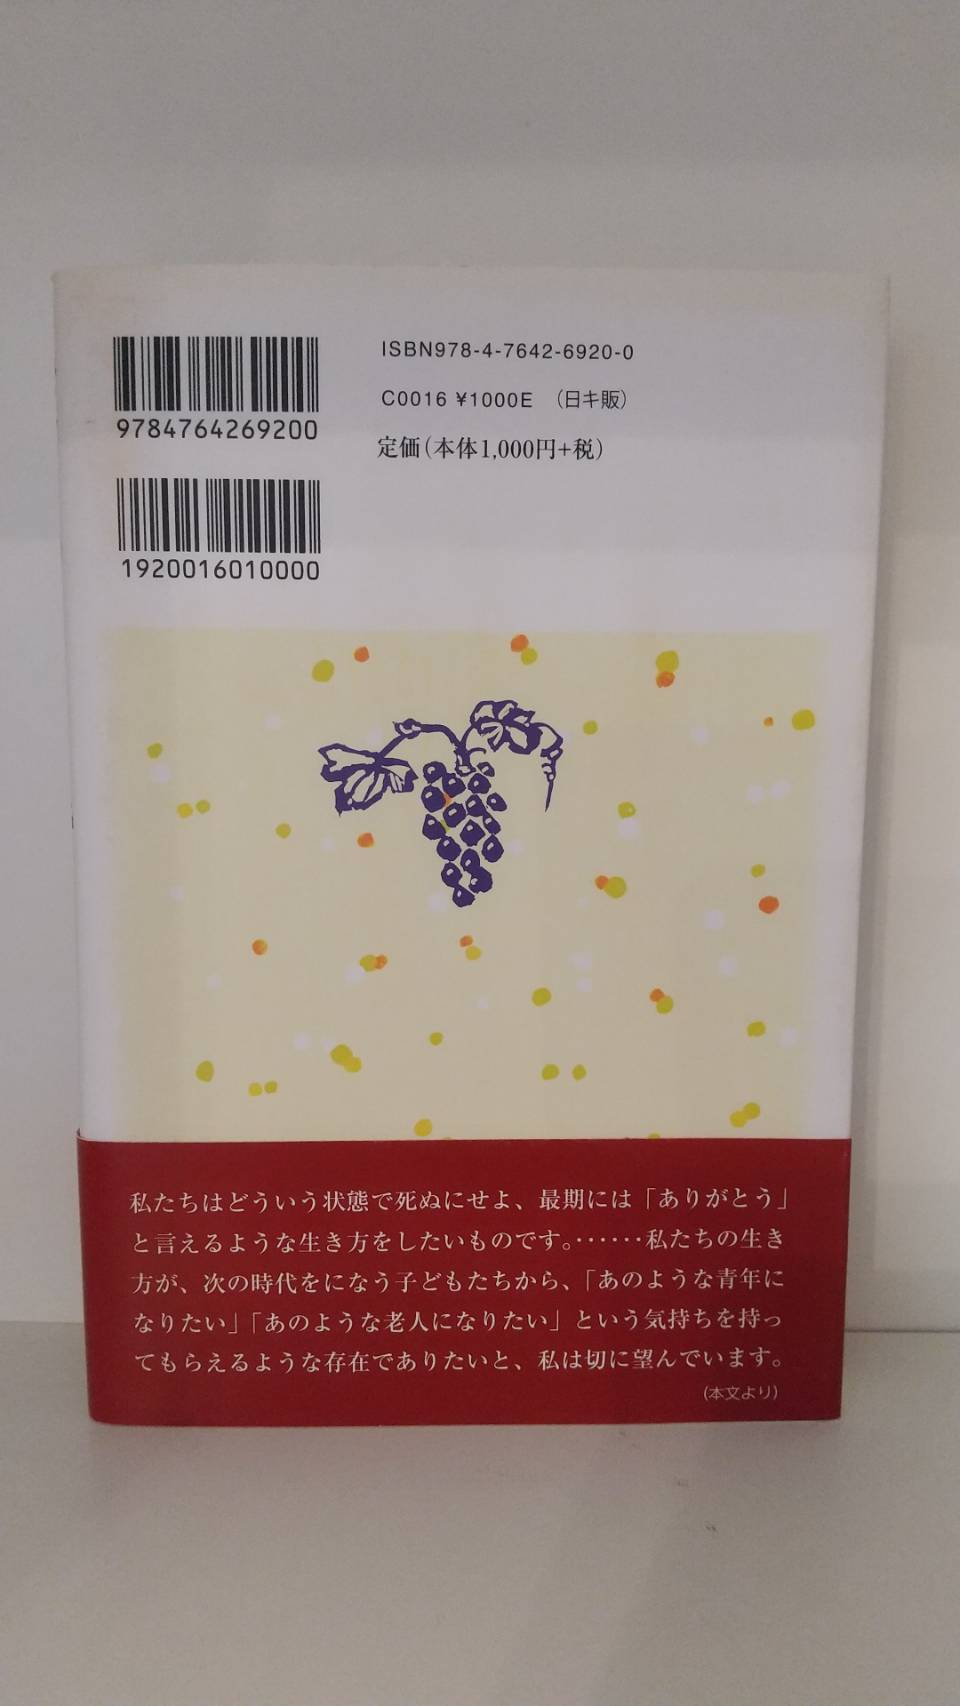 ISBN978-4-7642-6920-0
C0016 ¥1000E （日キ販）
定価（本体1,000円+税）
9784764269200
1920016010000
私たちはどういう状態で死ぬにせよ、最期には「ありがとう」
と言えるような生き方をしたいものです。‥‥‥私たちの生き
方が、次の時代をになう子どもたちから、「あのような青年に
なりたい」「あのような老人になりたい」という気持ちを持っ
てもらえるような存在でありたいと、私は切に望んでいます。
（本文より）